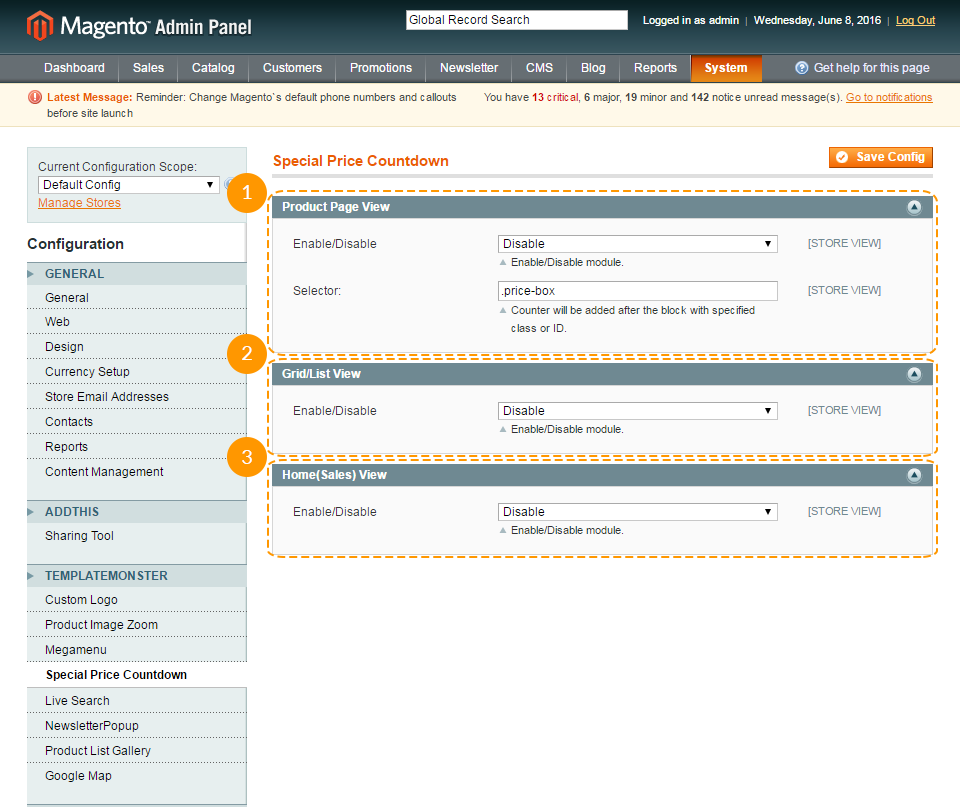 Magento™ Admin Panel
Global Record Search
Logged in as admin | Wednesday, June 8, 2016 | Log Out
Dashboard Sales Catalog Customers Promotions Newsletter CMS Blog Reports System Get help for this page
Latest Message: Reminder: Change Magento`s default phone numbers and callouts
before site launch
You have 13 critical, 6 major, 19 minor and 142 notice unread message(s). Go to notifications
Current Configuration Scope:
Default Config
Manage Stores
Configuration
GENERAL
General
Web
Design
Currency Setup
Store Email Addresses
Contacts
Reports
Content Management
ADDTHIS
Sharing Tool
TEMPLATEMONSTER
Custom Logo
Product Image Zoom
Megamenu
Special Price Countdown
Live Search
NewsletterPopup
Product List Gallery
Google Map
Special Price Countdown
Save Config
1
Product Page View
Enable/Disable Disable [STORE VIEW]
Enable/Disable module.
Selector: .price-box [STORE VIEW]
Counter will be added after the block with specified
class or ID.
2
Grid/List View
Enable/Disable Disable [STORE VIEW]
Enable/Disable module.
3
Home(Sales) View
Enable/Disable Disable [STORE VIEW]
Enable/Disable module.